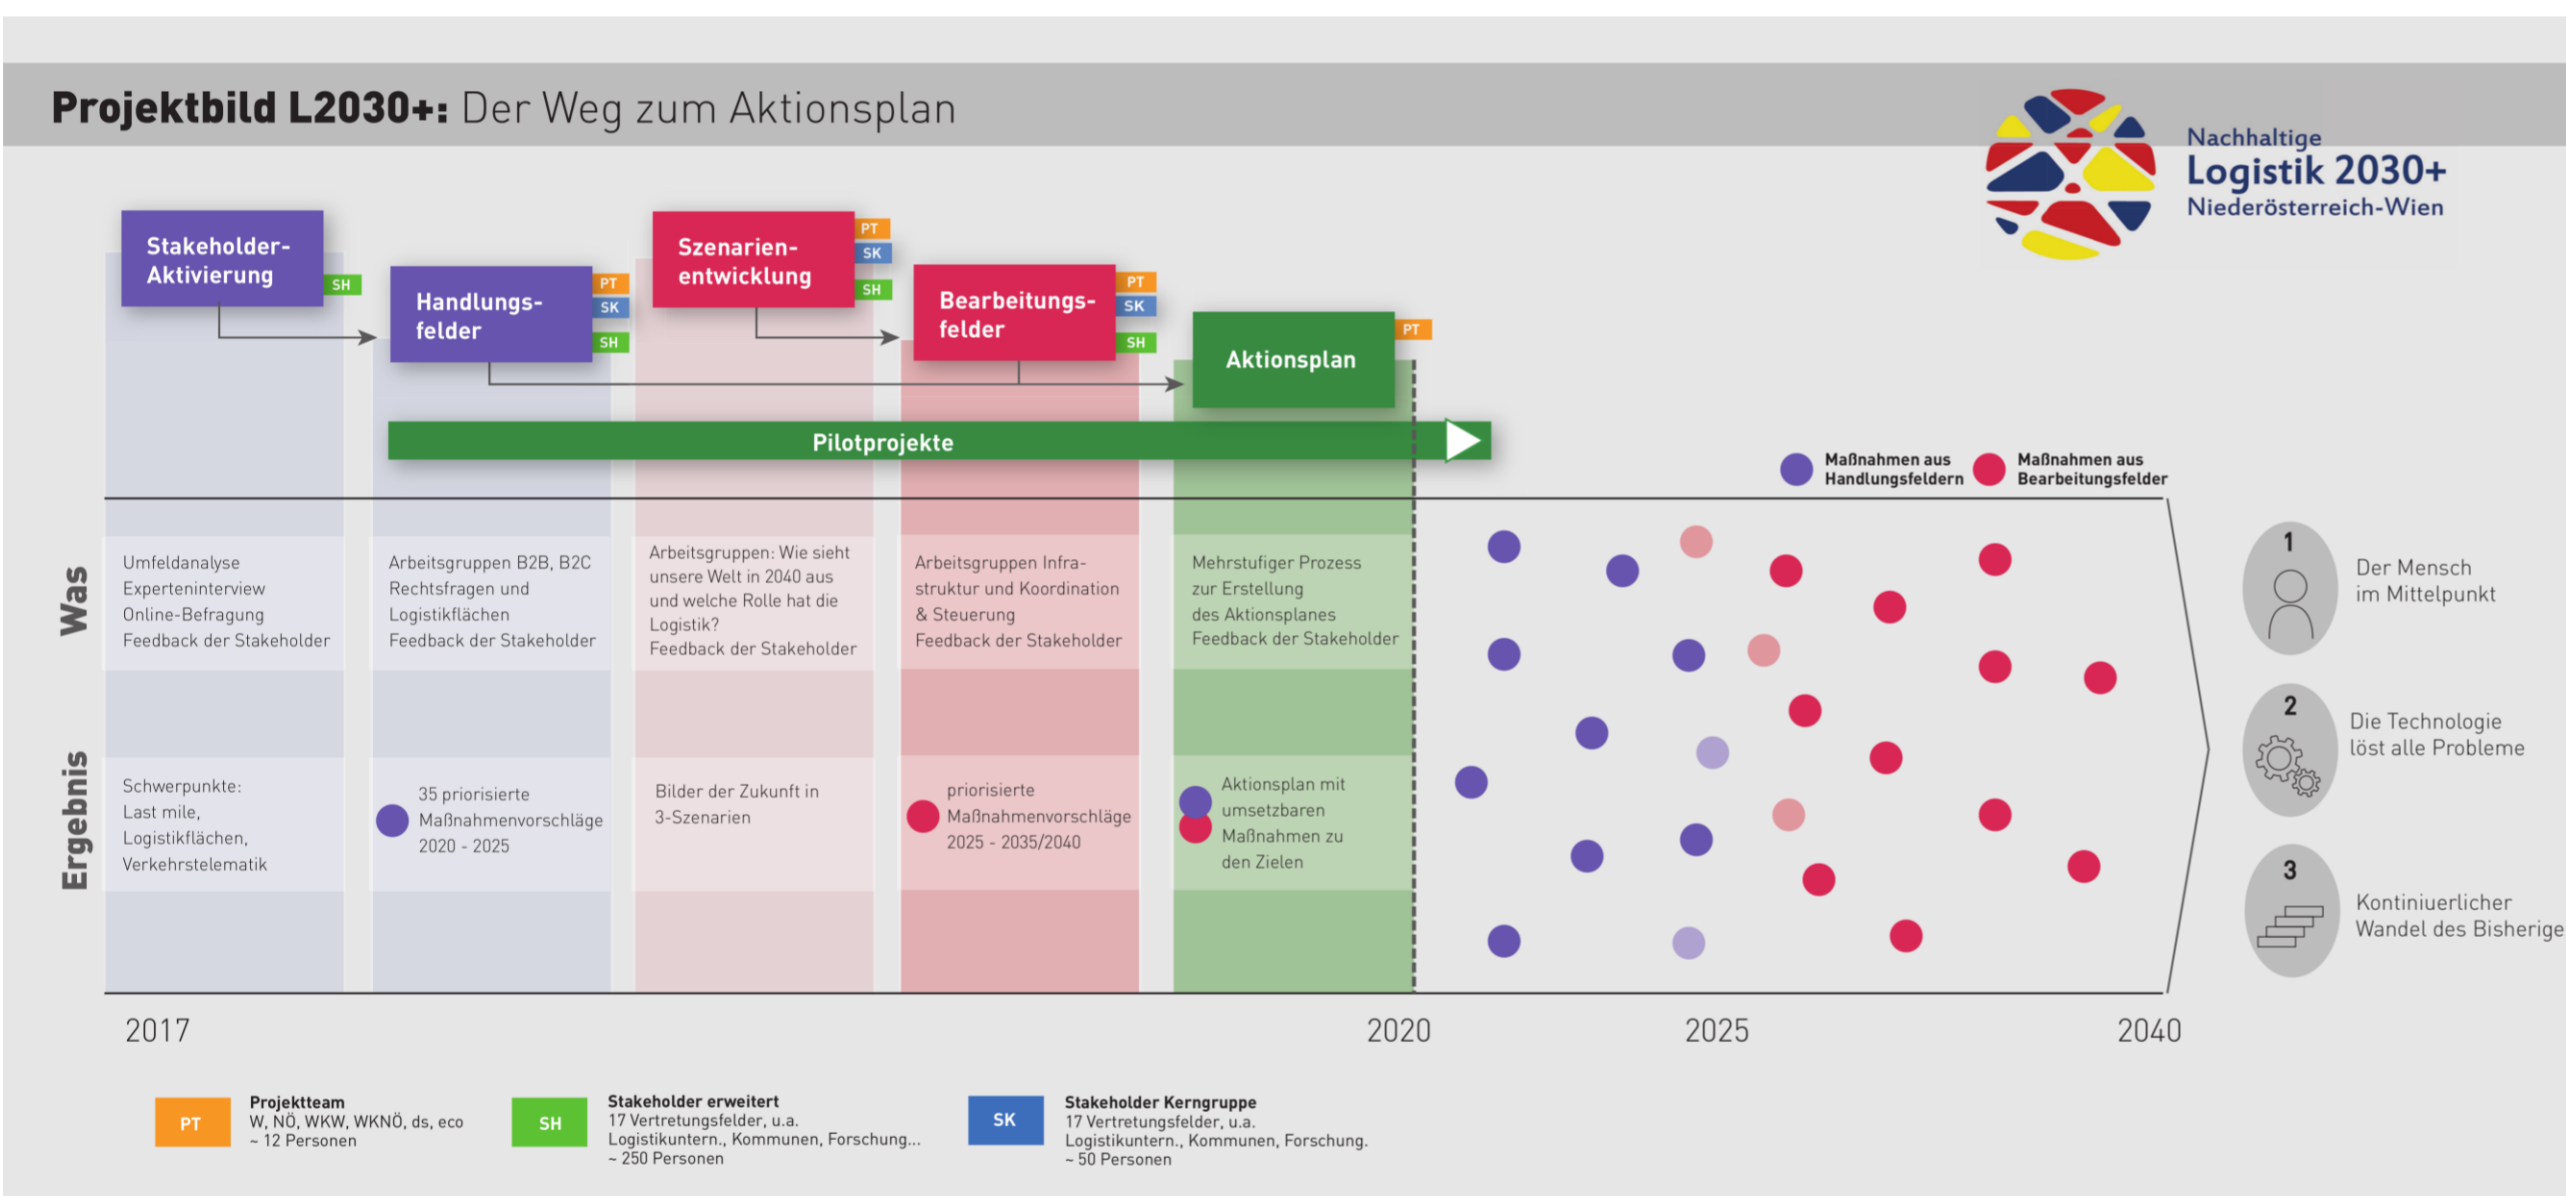 Projektbild L2030+: Der Weg zum Aktionsplan
Nachhaltige
Logistik 2030+
Niederösterreich-Wien
Stakeholder-
Aktivierung
SH
Handlungs-
felder
PT
SK
SH
Szenarien-
entwicklung
PT
SK
SH
Bearbeitungs-
felder
PT
SK
SH
Aktionsplan
PT
Pilotprojekte
Maßnahmen aus
Handlungsfeldern
Maßnahmen aus
Bearbeitungsfelder
Was
Umfeldanalyse
Experteninterview
Online-Befragung
Feedback der Stakeholder
Arbeitsgruppen B2B, B2C
Rechtsfragen und
Logistikflächen
Feedback der Stakeholder
Arbeitsgruppen: Wie sieht
unsere Welt in 2040 aus
und welche Rolle hat die
Logistik?
Feedback der Stakeholder
Arbeitsgruppen Infra-
struktur und Koordination
& Steuerung
Feedback der Stakeholder
Mehrstufiger Prozess
zur Erstellung
des Aktionsplanes
Feedback der Stakeholder
Ergebnis
Schwerpunkte:
Last mile,
Logistikflächen,
Verkehrstelematik
35 priorisierte
Maßnahmenvorschläge
2020 - 2025
Bilder der Zukunft in
3-Szenarien
priorisierte
Maßnahmenvorschläge
2025 - 2035/2040
Aktionsplan mit
umsetzbaren
Maßnahmen zu
den Zielen
1
Der Mensch
im Mittelpunkt
2
Die Technologie
löst alle Probleme
3
Kontiniuerlicher
Wandel des Bisherige
2017
2020
2025
2040
PT
Projektteam
W, NÖ, WKW, WKNÖ, ds, eco
~ 12 Personen
SH
Stakeholder erweitert
17 Vertretungsfelder, u.a.
Logistikuntern., Kommunen, Forschung...
~ 250 Personen
SK
Stakeholder Kerngruppe
17 Vertretungsfelder, u.a.
Logistikuntern., Kommunen, Forschung.
~ 50 Personen